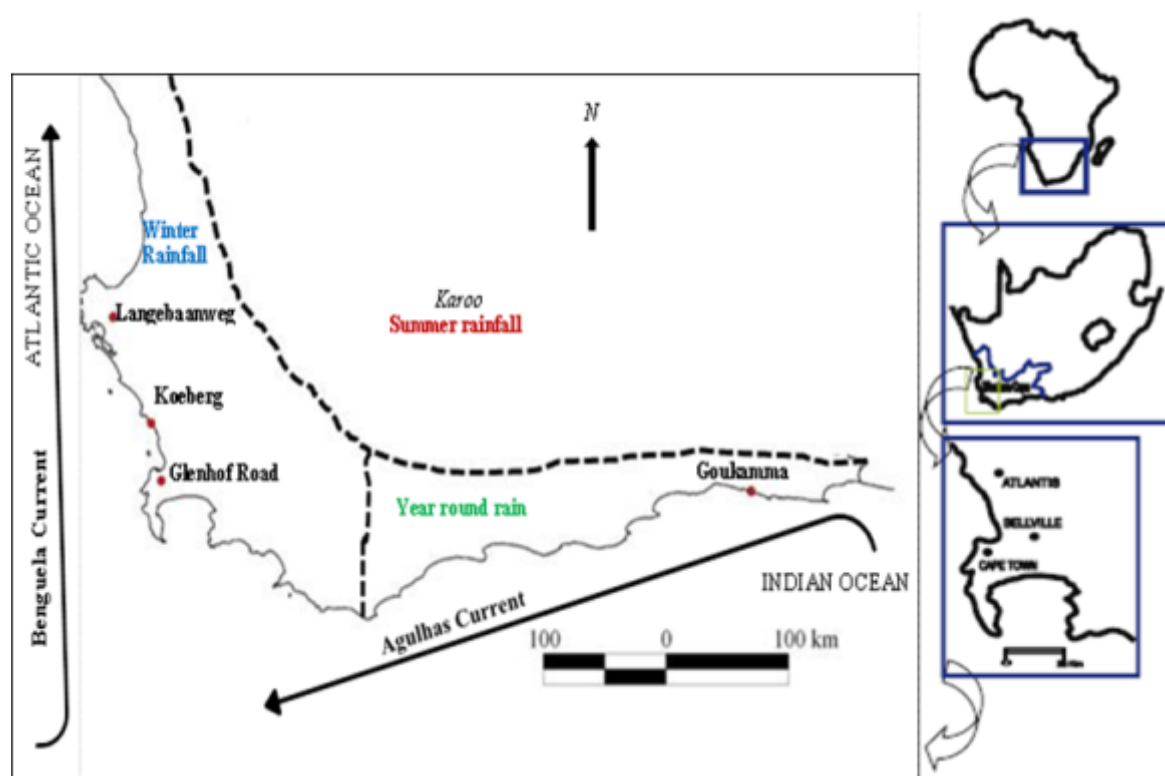 ATLANTIC OCEAN
Benguela Current
N
Winter
Rainfall
Karoo
Summer rainfall
Langebaanweg
Koeberg
Glenhof Road
Goukamma
Year round rain
INDIAN OCEAN
Agulhas Current
100 0 100 km
ATLANTIS
BELLVILLE
CAPE TOWN